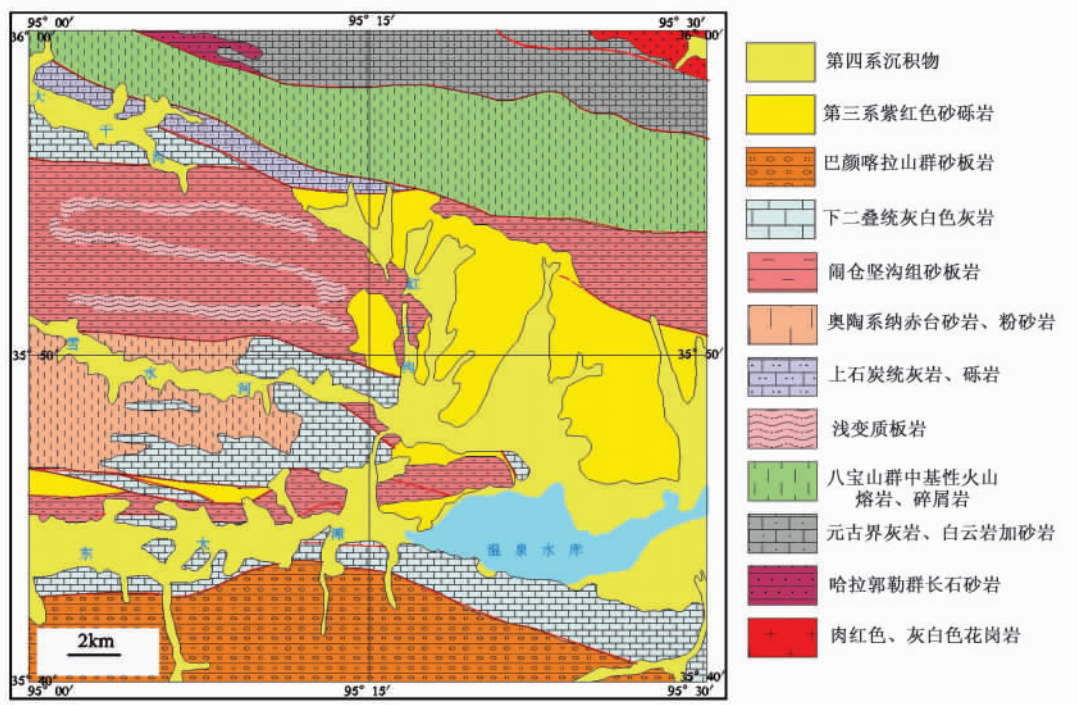 95° 00′
95° 15′
95° 30′
36° 00′
36° 00′
大
干
沟
红
沟
35° 50′
35° 50′
雪
水
河
东
大
滩
温泉水库
2km
35° 40′
35° 40′
95° 00′
95° 15′
95° 30′
第四系沉积物
第三系紫红色砂砾岩
巴颜喀拉山群砂板岩
下二叠统灰白色灰岩
闹仓坚沟组砂板岩
奥陶系纳赤台砂岩、粉砂岩
上石炭统灰岩、砾岩
浅变质板岩
八宝山群中基性火山
熔岩、碎屑岩
元古界灰岩、白云岩加砂岩
哈拉郭勒群长石砂岩
肉红色、灰白色花岗岩